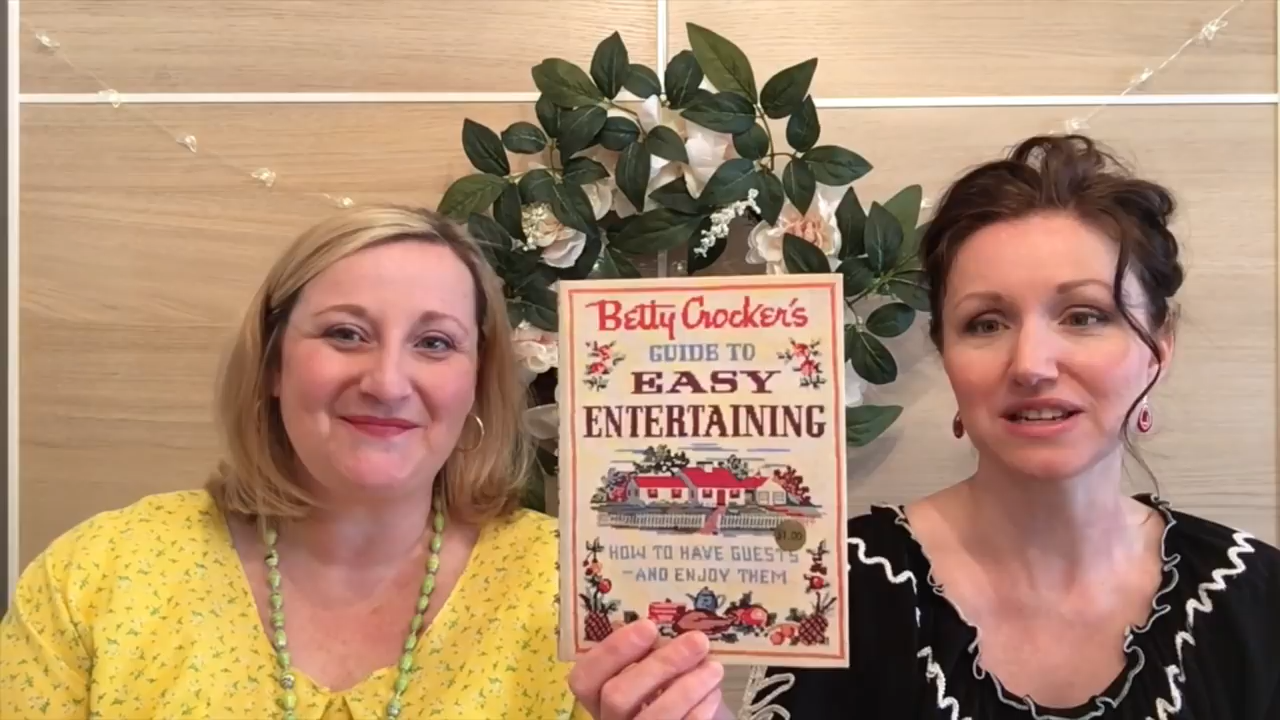 Betty Crocker's
GUIDE TO
EASY
ENTERTAINING
$1.00
HOW TO HAVE GUESTS
—AND ENJOY THEM